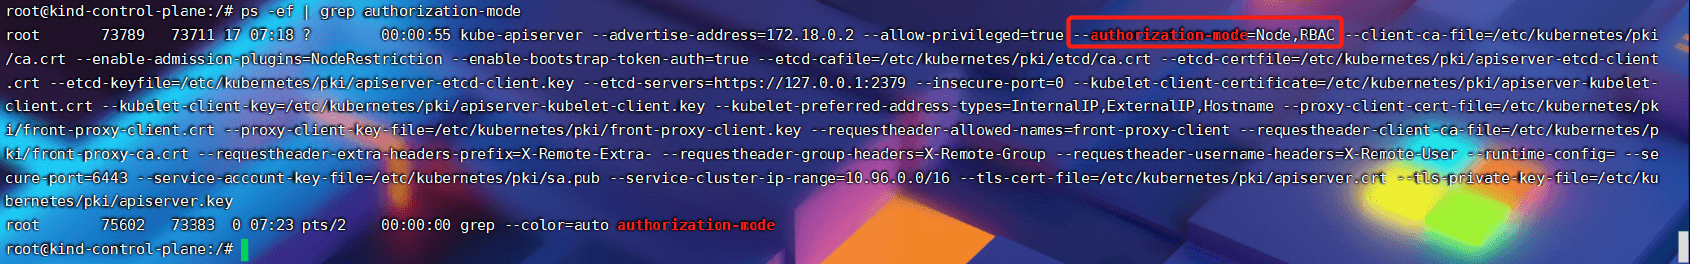 root@kind-control-plane:/# ps -ef | grep authorization-mode
root       73789   73711 17 07:18 ?        00:00:55 kube-apiserver --advertise-address=172.18.0.2 --allow-privileged=true --authorization-mode=Node,RBAC --client-ca-file=/etc/kubernetes/pki
/ca.crt --enable-admission-plugins=NodeRestriction --enable-bootstrap-token-auth=true --etcd-cafile=/etc/kubernetes/pki/etcd/ca.crt --etcd-certfile=/etc/kubernetes/pki/apiserver-etcd-client
.crt --etcd-keyfile=/etc/kubernetes/pki/apiserver-etcd-client.key --etcd-servers=https://127.0.0.1:2379 --insecure-port=0 --kubelet-client-certificate=/etc/kubernetes/pki/apiserver-kubelet-
client.crt --kubelet-client-key=/etc/kubernetes/pki/apiserver-kubelet-client.key --kubelet-preferred-address-types=InternalIP,ExternalIP,Hostname --proxy-client-cert-file=/etc/kubernetes/pk
i/front-proxy-client.crt --proxy-client-key-file=/etc/kubernetes/pki/front-proxy-client.key --requestheader-allowed-names=front-proxy-client --requestheader-client-ca-file=/etc/kubernetes/p
ki/front-proxy-ca.crt --requestheader-extra-headers-prefix=X-Remote-Extra- --requestheader-group-headers=X-Remote-Group --requestheader-username-headers=X-Remote-User --runtime-config= --se
cure-port=6443 --service-account-key-file=/etc/kubernetes/pki/sa.pub --service-cluster-ip-range=10.96.0.0/16 --tls-cert-file=/etc/kubernetes/pki/apiserver.crt --tls-private-key-file=/etc/ku
bernetes/pki/apiserver.key
root       75602   73383  0 07:23 pts/2    00:00:00 grep --color=auto authorization-mode
root@kind-control-plane:/#